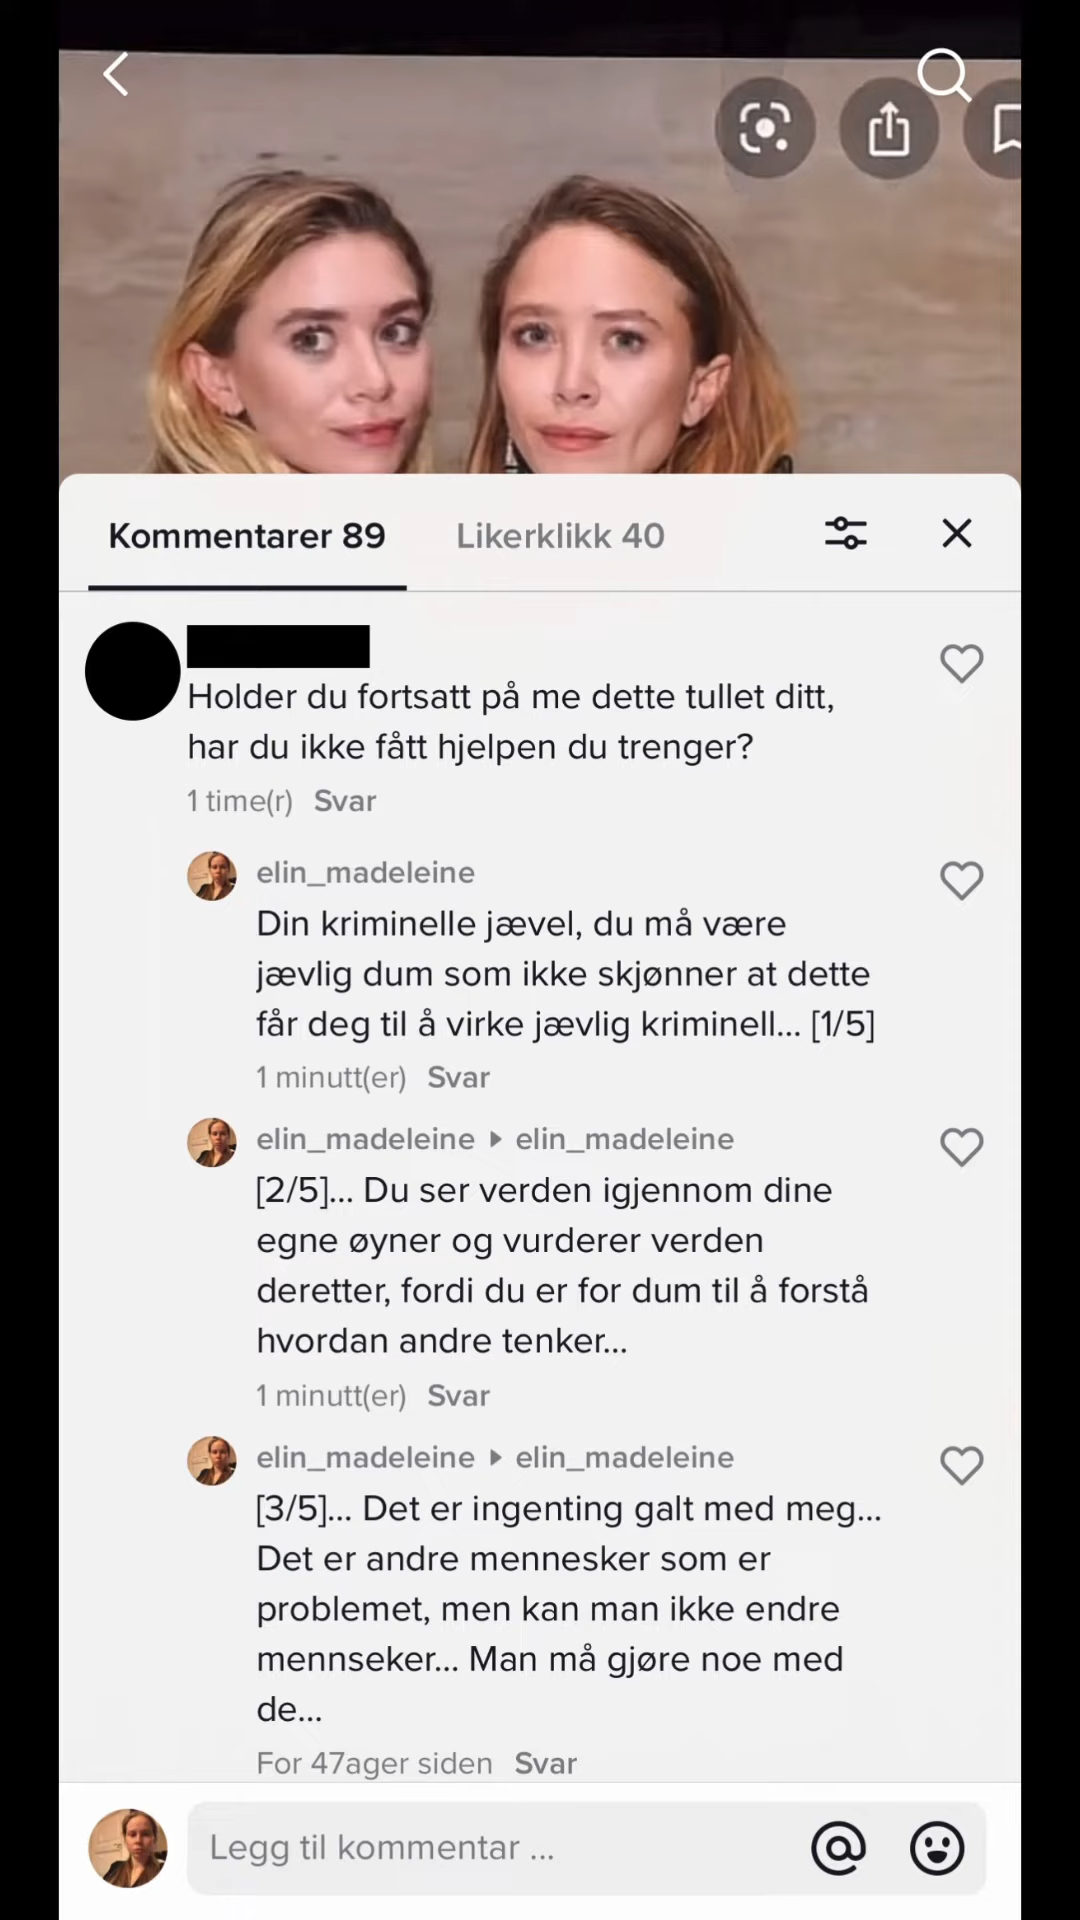 Kommentarer 89
Likerklikk 40
Holder du fortsatt på me dette tullet ditt,
har du ikke fått hjelpen du trenger?
1 time(r) Svar
elin_madeleine
Din kriminelle jævel, du må være
jævlig dum som ikke skjønner at dette
får deg til å virke jævlig kriminell... [1/5]
1 minutt(er) Svar
elin_madeleine ▸ elin_madeleine
[2/5]... Du ser verden igjennom dine
egne øyner og vurderer verden
deretter, fordi du er for dum til å forstå
hvordan andre tenker...
1 minutt(er) Svar
elin_madeleine ▸ elin_madeleine
[3/5]... Det er ingenting galt med meg...
Det er andre mennesker som er
problemet, men kan man ikke endre
mennseker... Man må gjøre noe med
de...
For 47ager siden Svar
Legg til kommentar ...